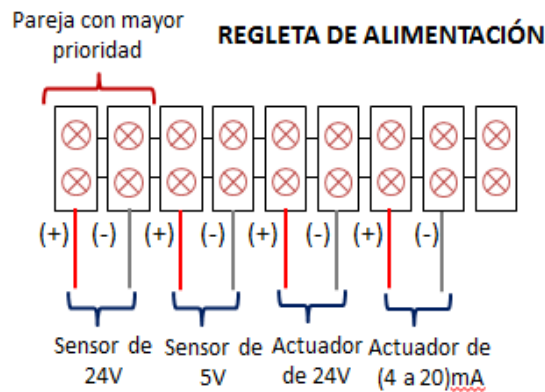 Pareja con mayor
prioridad
REGLETA DE ALIMENTACIÓN
(+) (-) (+) (-) (+) (-) (+) (-)
Sensor de
24V
Sensor de
5V
Actuador
de 24V
Actuador de
(4 a 20)mA